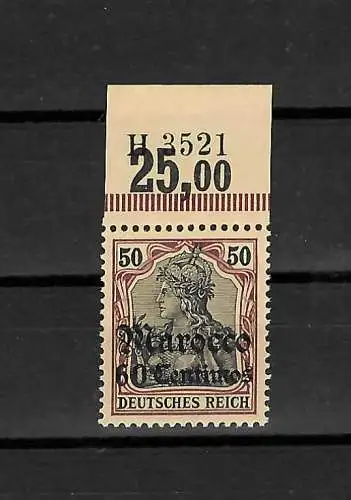 H 3521
25,00
50 50
Marocco
60 Centimos
DEUTSCHES REICH